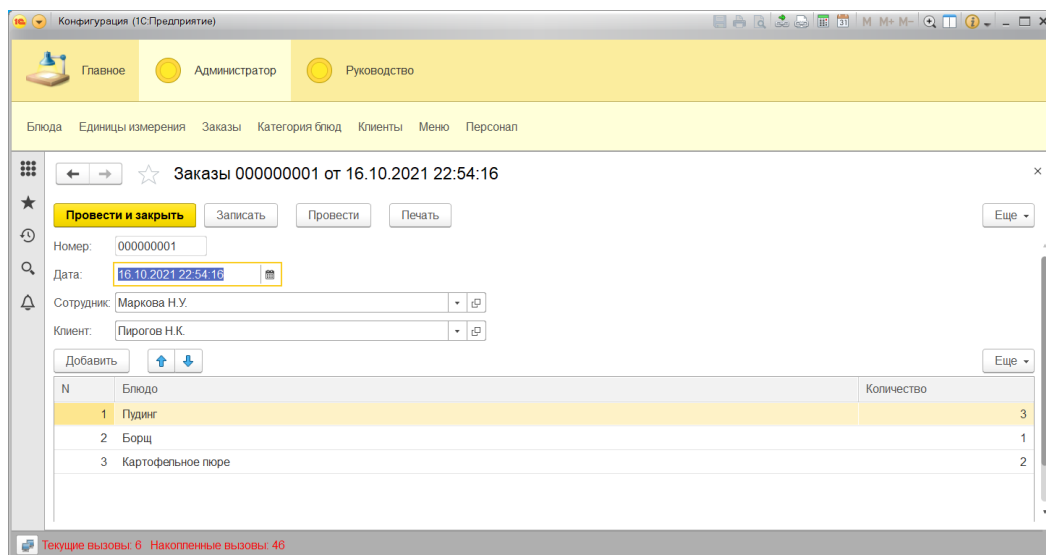 1С Конфигурация (1С:Предприятие) 31 M M+ M-
Главное Администратор Руководство
Блюда Единицы измерения Заказы Категория блюд Клиенты Меню Персонал
Заказы 000000001 от 16.10.2021 22:54:16
Провести и закрыть Записать Провести Печать Еще
Номер: 000000001
Дата: 16.10.2021 22:54:16
Сотрудник: Маркова Н.У.
Клиент: Пирогов Н.К.
Добавить Еще
N Блюдо Количество
1 Пудинг 3
2 Борщ 1
3 Картофельное пюре 2
Текущие вызовы: 6 Накопленные вызовы: 46